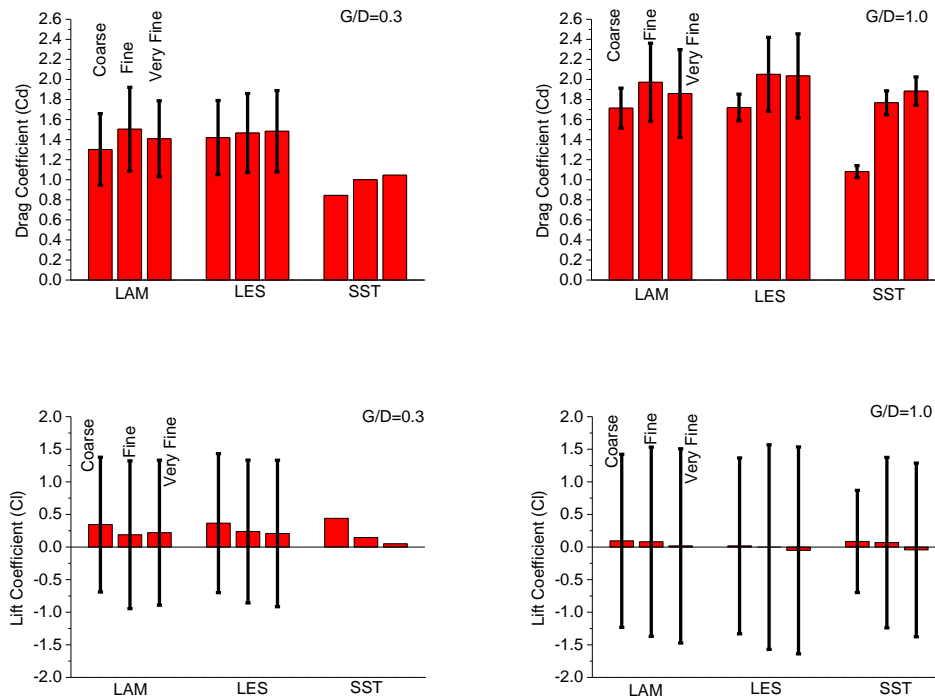 G/D=0.3
2.6
2.4
2.2
2.0
1.8
1.6
1.4
1.2
1.0
0.8
0.6
0.4
0.2
0.0
Drag Coefficient (Cd)
Coarse
Fine
Very Fine
LAM
LES
SST
G/D=1.0
2.6
2.4
2.2
2.0
1.8
1.6
1.4
1.2
1.0
0.8
0.6
0.4
0.2
0.0
Drag Coefficient (Cd)
Coarse
Fine
Very Fine
LAM
LES
SST
G/D=0.3
2.0
1.5
1.0
0.5
0.0
-0.5
-1.0
-1.5
-2.0
Lift Coefficient (Cl)
Coarse
Fine
Very Fine
LAM
LES
SST
G/D=1.0
2.0
1.5
1.0
0.5
0.0
-0.5
-1.0
-1.5
-2.0
Lift Coefficient (Cl)
Coarse
Fine
Very Fine
LAM
LES
SST